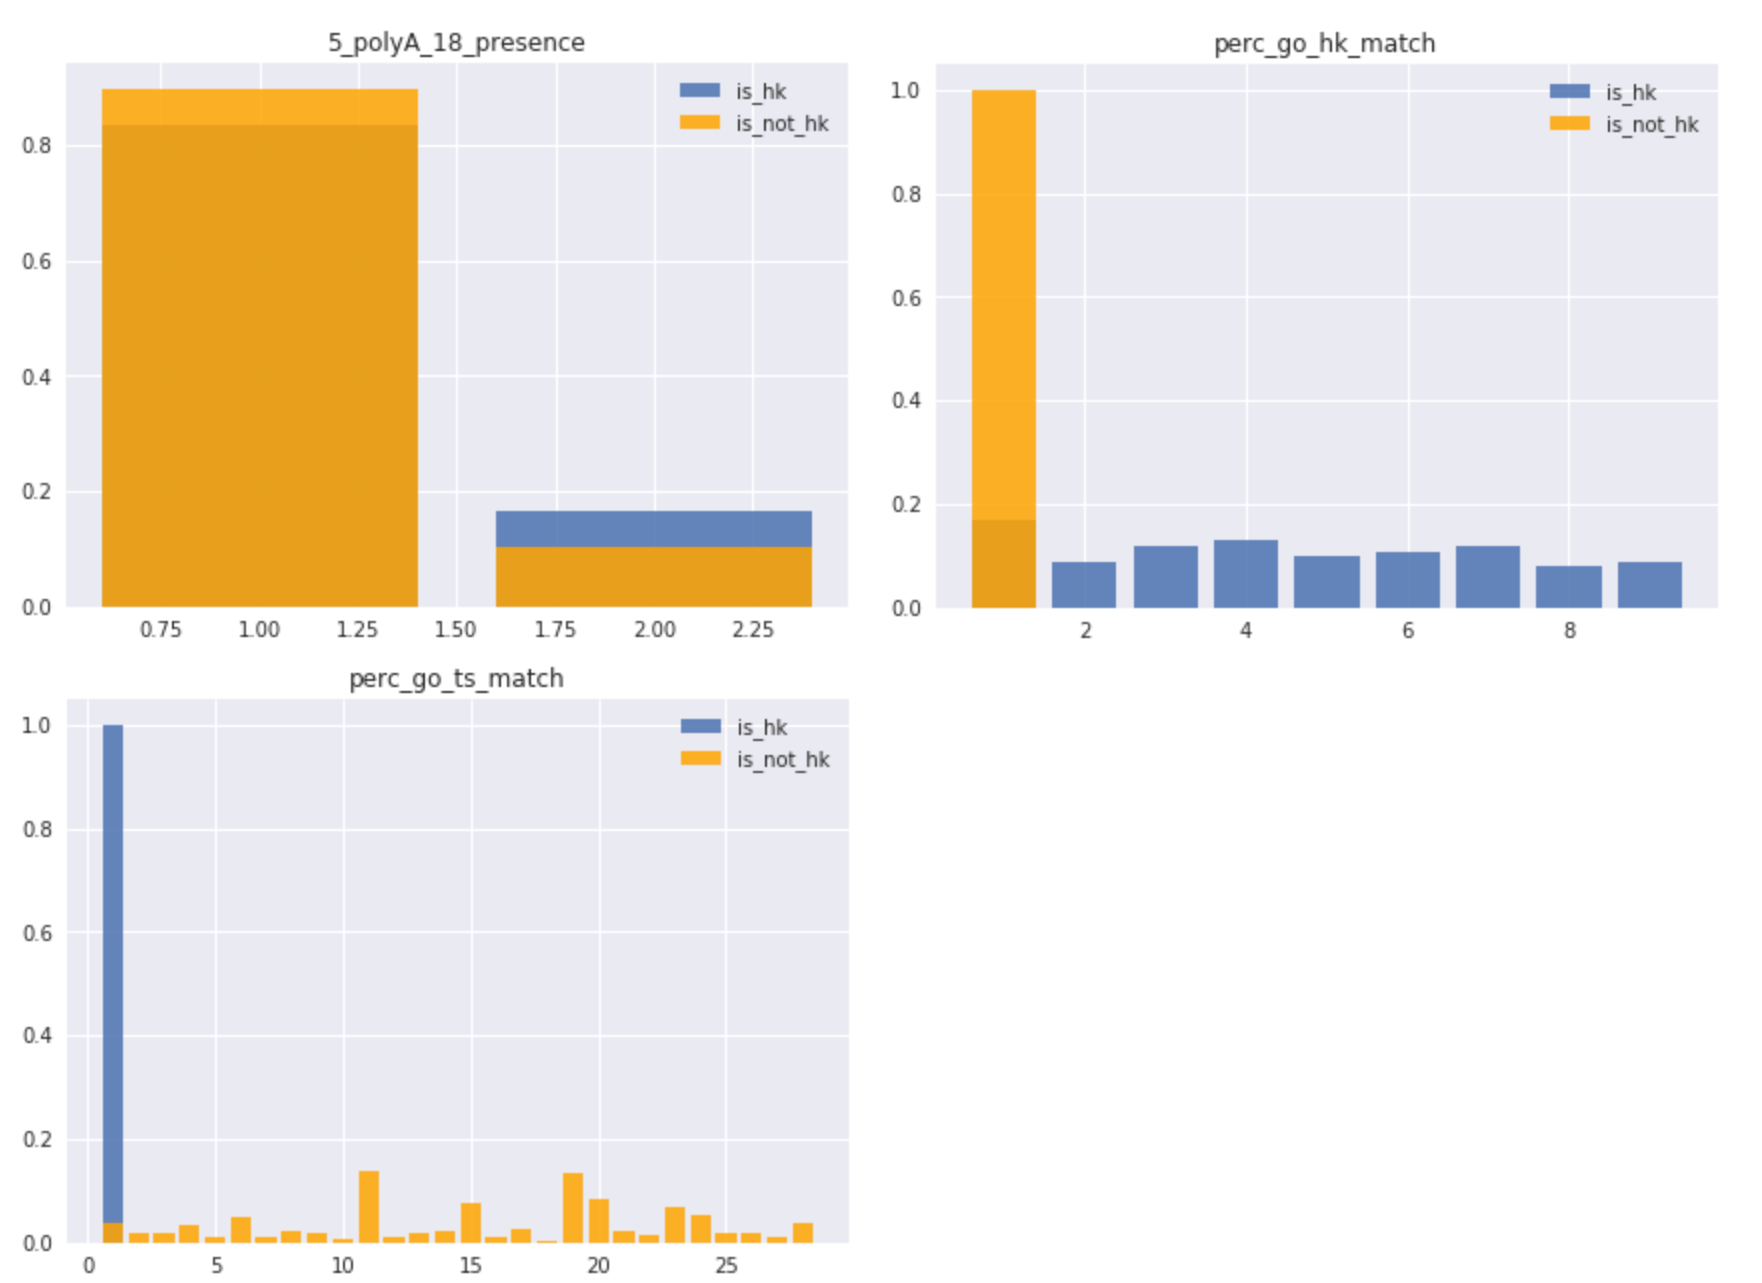 5_polyA_18_presence
is_hk
is_not_hk
0.8
0.6
0.4
0.2
0.0
0.75 1.00 1.25 1.50 1.75 2.00 2.25
perc_go_hk_match
is_hk
is_not_hk
1.0
0.8
0.6
0.4
0.2
0.0
2 4 6 8
perc_go_ts_match
is_hk
is_not_hk
1.0
0.8
0.6
0.4
0.2
0.0
0 5 10 15 20 25